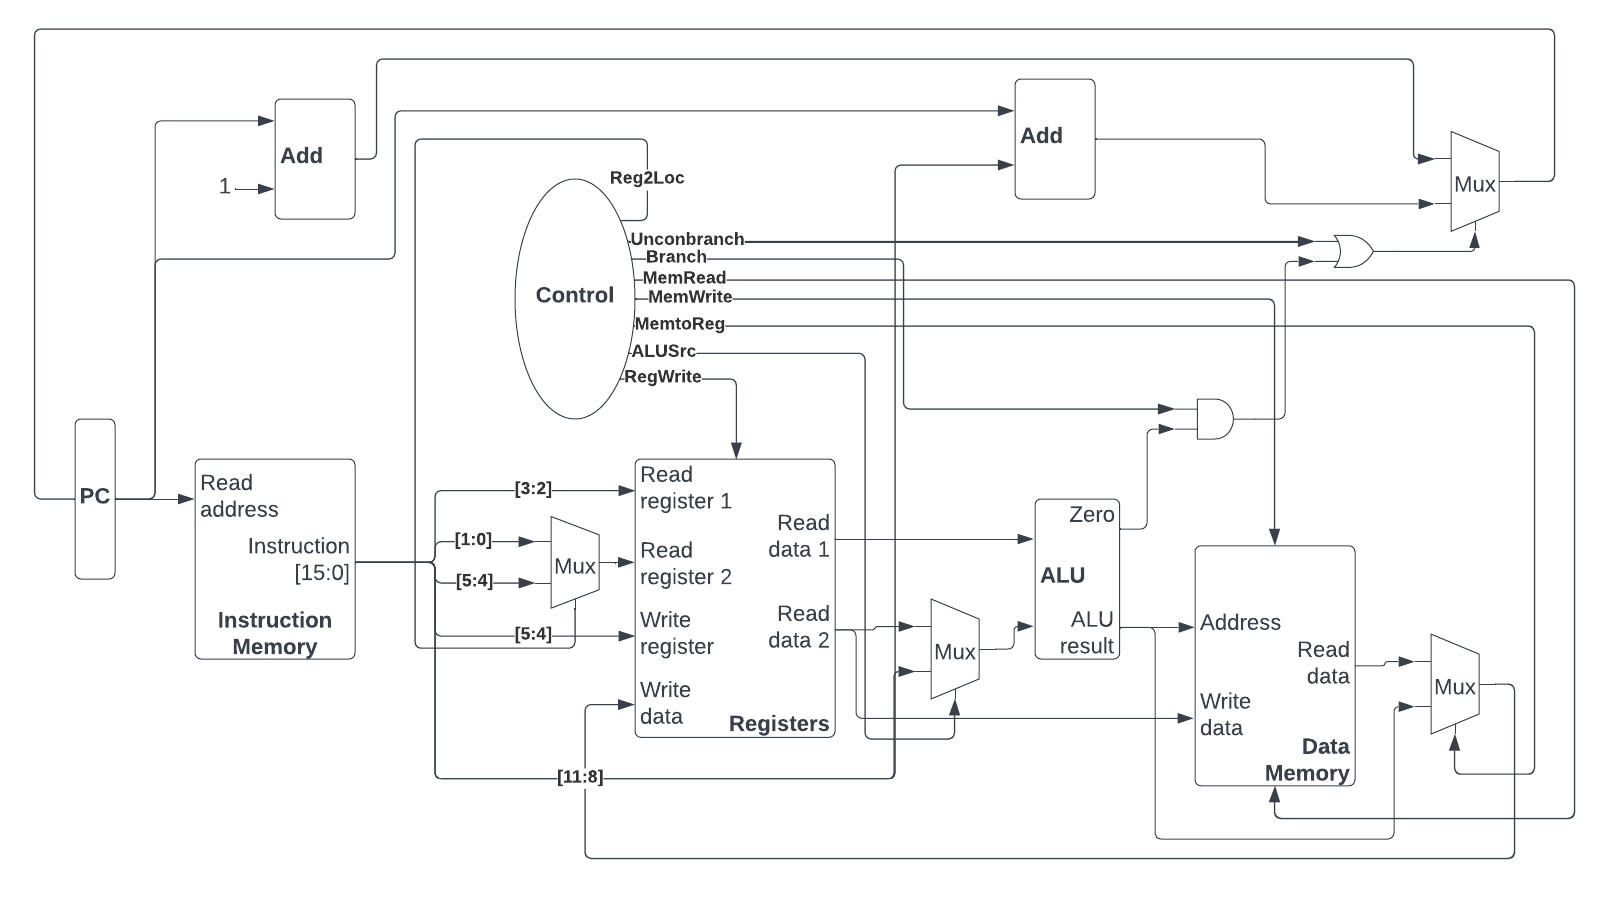 Add
1
Add
Mux
Reg2Loc
Unconbranch
Branch
MemRead
MemWrite
MemtoReg
ALUSrc
RegWrite
Control
PC
Read
address
Instruction
[15:0]
Instruction
Memory
[3:2]
[1:0]
[5:4]
[5:4]
Mux
Read
register 1
Read
register 2
Write
register
Write
data
Read
data 1
Read
data 2
Registers
[11:8]
Mux
Zero
ALU
ALU
result
Address
Read
data
Write
data
Data
Memory
Mux